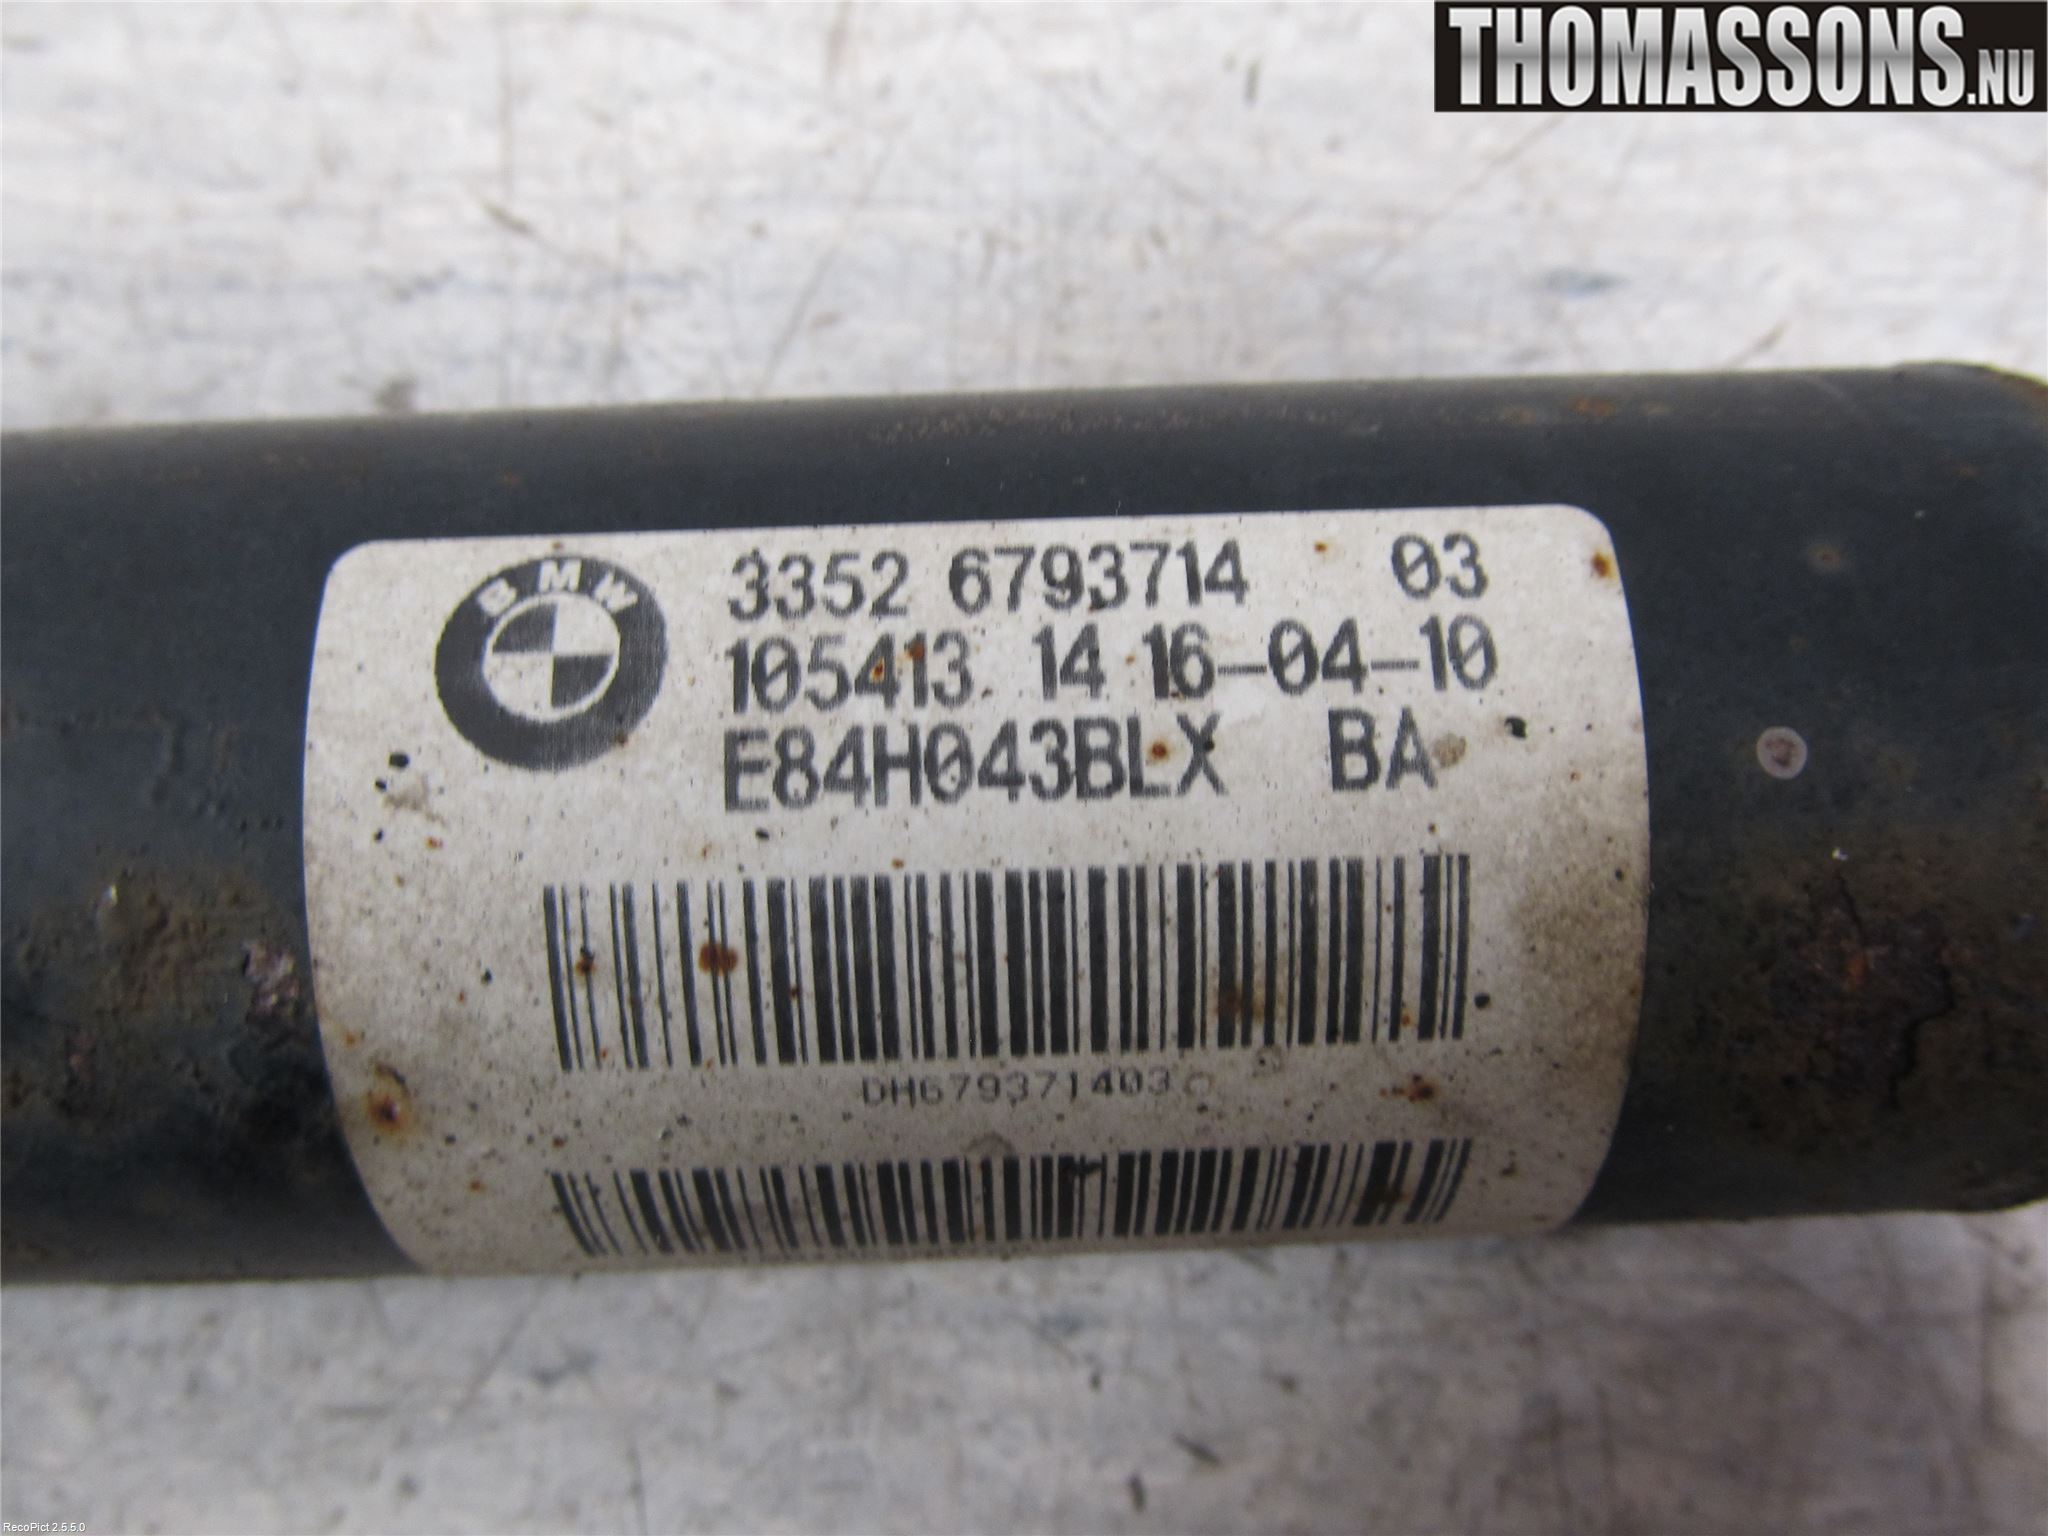 THOMASSONS.NU
BMW
3352 6793714 03
105413 14 16-04-10
E84H043BLX BA
DH679371403
RecoPict 2.5.5.0